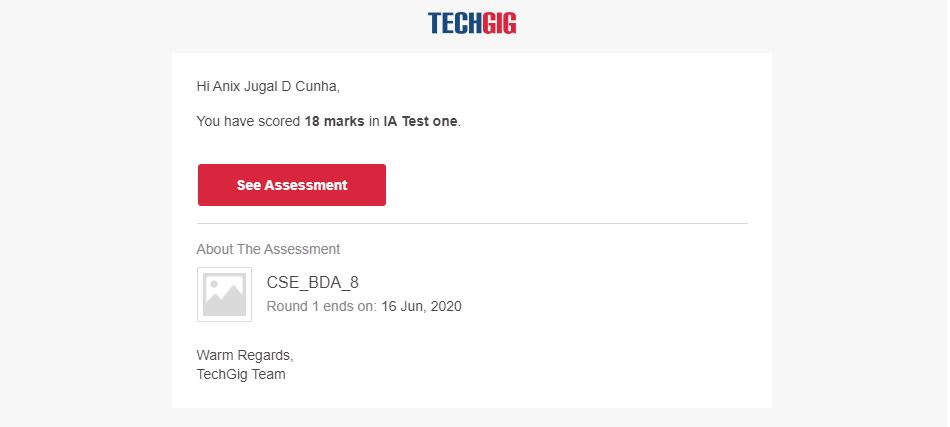 TECHGIG
Hi Anix Jugal D Cunha,
You have scored 18 marks in IA Test one.
See Assessment
About The Assessment
CSE_BDA_8
Round 1 ends on: 16 Jun, 2020
Warm Regards,
TechGig Team